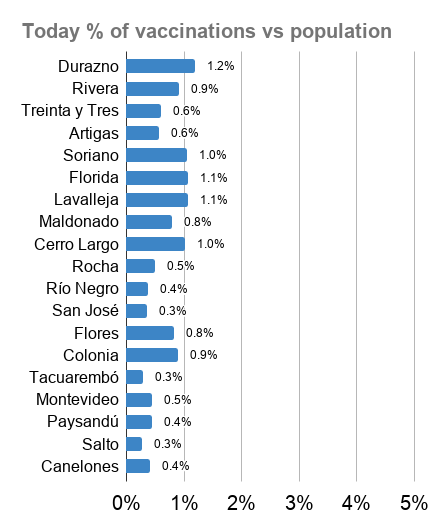 Today % of vaccinations vs population
Durazno 1.2%
Rivera 0.9%
Treinta y Tres 0.6%
Artigas 0.6%
Soriano 1.0%
Florida 1.1%
Lavalleja 1.1%
Maldonado 0.8%
Cerro Largo 1.0%
Rocha 0.5%
Río Negro 0.4%
San José 0.3%
Flores 0.8%
Colonia 0.9%
Tacuarembó 0.3%
Montevideo 0.5%
Paysandú 0.4%
Salto 0.3%
Canelones 0.4%
0% 1% 2% 3% 4% 5%